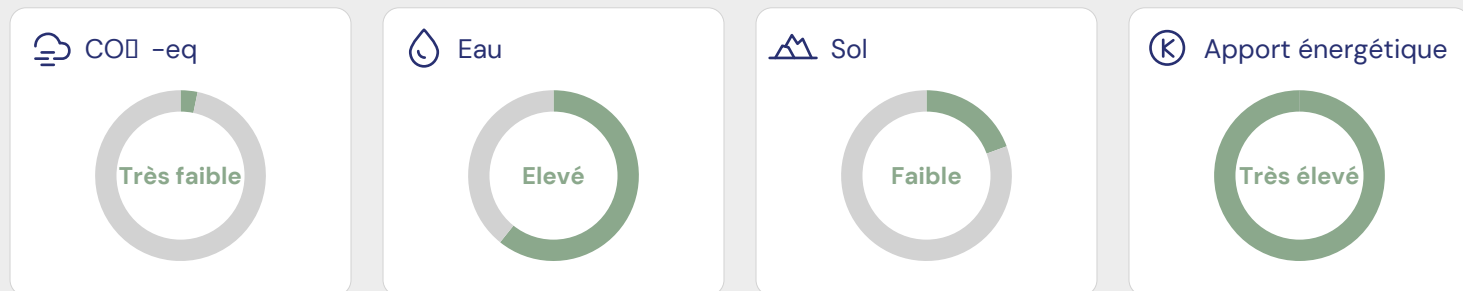 CO▯ -eq
Eau
Sol
Apport énergétique
Très faible
Elevé
Faible
Très élevé